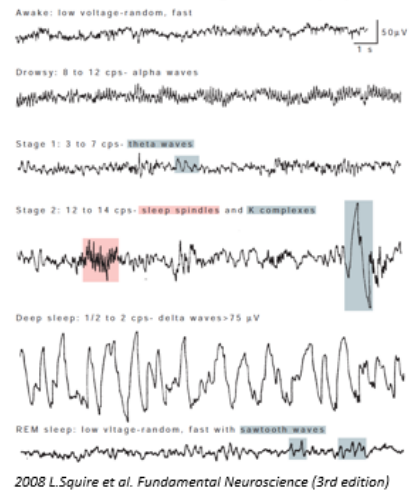 Awake: low voltage-random, fast
50µV
1 s
Drowsy: 8 to 12 cps- alpha waves
Stage 1: 3 to 7 cps- theta waves
Stage 2: 12 to 14 cps- sleep spindles and K complexes
Deep sleep: 1/2 to 2 cps- delta waves>75 µV
REM sleep: low vltage-random, fast with sawtooth waves
2008 L.Squire et al. Fundamental Neuroscience (3rd edition)